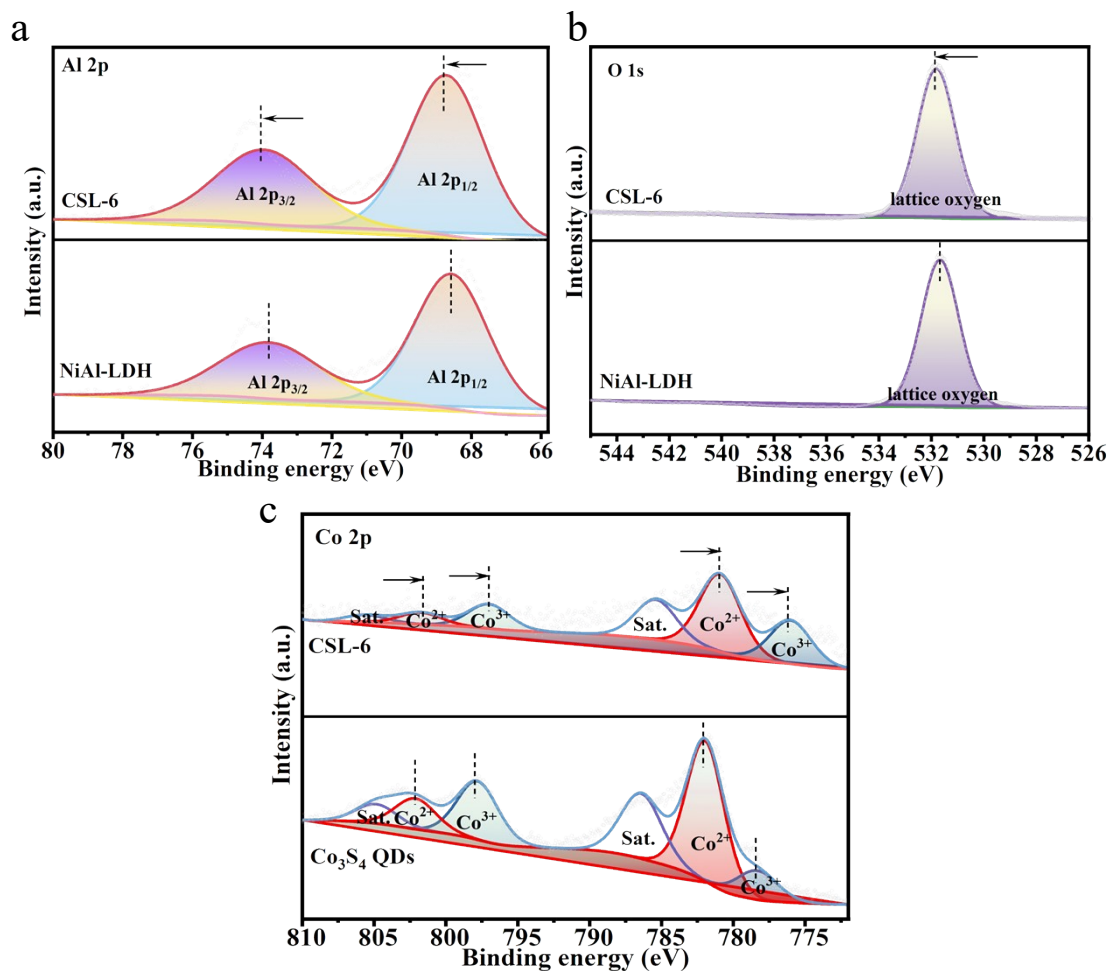 a
Al 2p
CSL-6
Al 2p3/2
Al 2p1/2
NiAl-LDH
Al 2p3/2
Al 2p1/2
Intensity (a.u.)
80 78 76 74 72 70 68 66
Binding energy (eV)
b
O 1s
CSL-6
lattice oxygen
NiAl-LDH
lattice oxygen
Intensity (a.u.)
544 542 540 538 536 534 532 530 528 526
Binding energy (eV)
c
Co 2p
Sat. Co2+ Co3+ Sat. Co2+ Co3+
CSL-6
Sat. Co2+ Co3+ Sat. Co2+ Co3+
Co3S4 QDs
Intensity (a.u.)
810 805 800 795 790 785 780 775
Binding energy (eV)